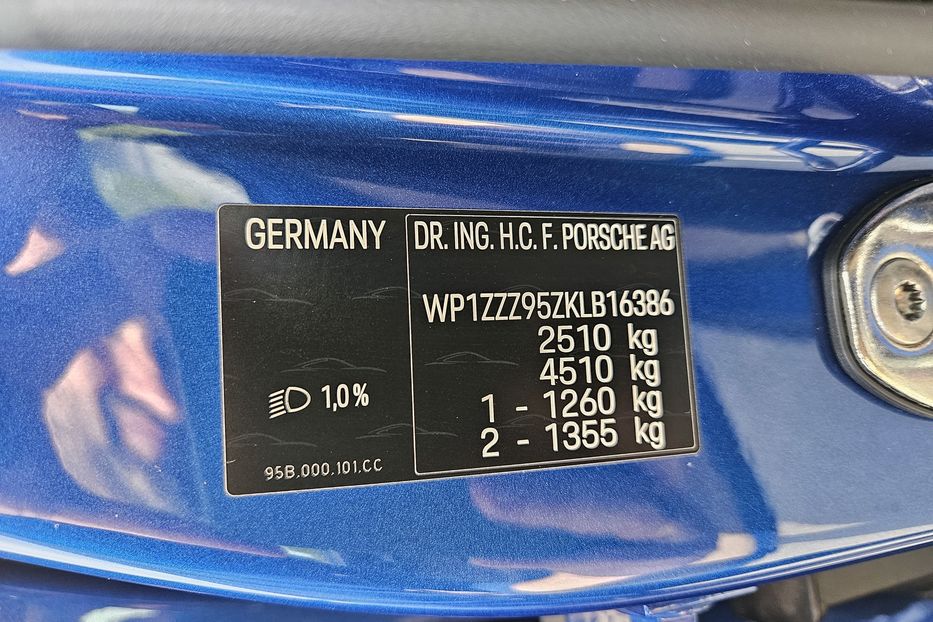 GERMANY
DR. ING. H.C. F. PORSCHE AG
WP1ZZZ95ZKLB16386
2510 kg
4510 kg
1 - 1260 kg
2 - 1355 kg
1,0%
95B.000.101.CC